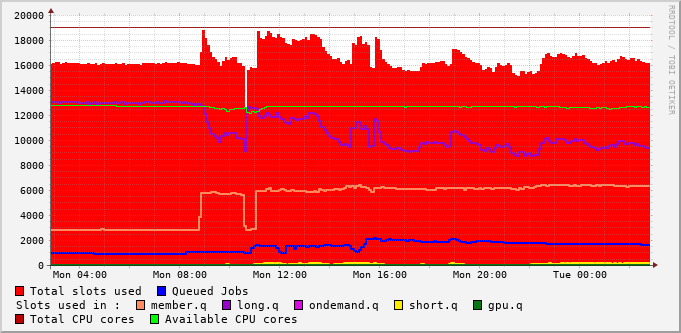 20000
18000
16000
14000
12000
10000
8000
6000
4000
2000
0
Mon 04:00 Mon 08:00 Mon 12:00 Mon 16:00 Mon 20:00 Tue 00:00
RRDTOOL / TOBI OETIKER
Total slots used Queued Jobs
Slots used in : member.q long.q ondemand.q short.q gpu.q
Total CPU cores Available CPU cores